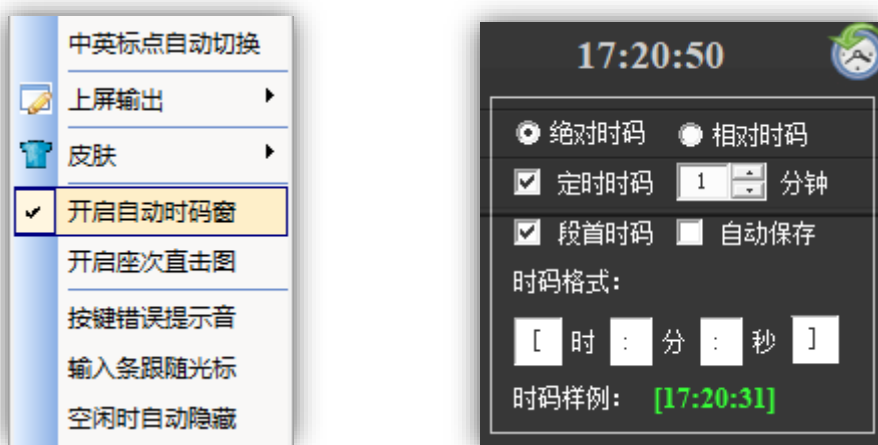 中英标点自动切换
上屏输出
皮肤
开启自动时码窗
开启座次直击图
按键错误提示音
输入条跟随光标
空闲时自动隐藏
17:20:50
绝对时码 相对时码
定时时码 1 分钟
段首时码 自动保存
时码格式：
[ 时 : 分 : 秒 ]
时码样例： [17:20:31]